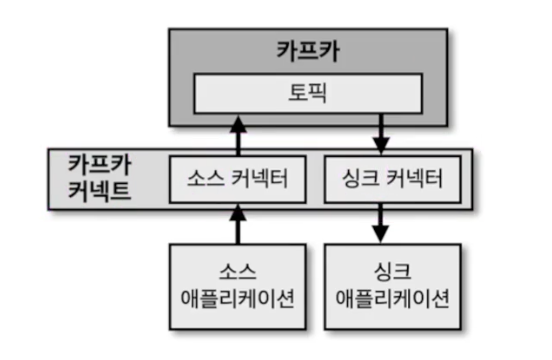 카프카
토픽
카프카
커넥트
소스 커넥터
싱크 커넥터
소스
애플리케이션
싱크
애플리케이션